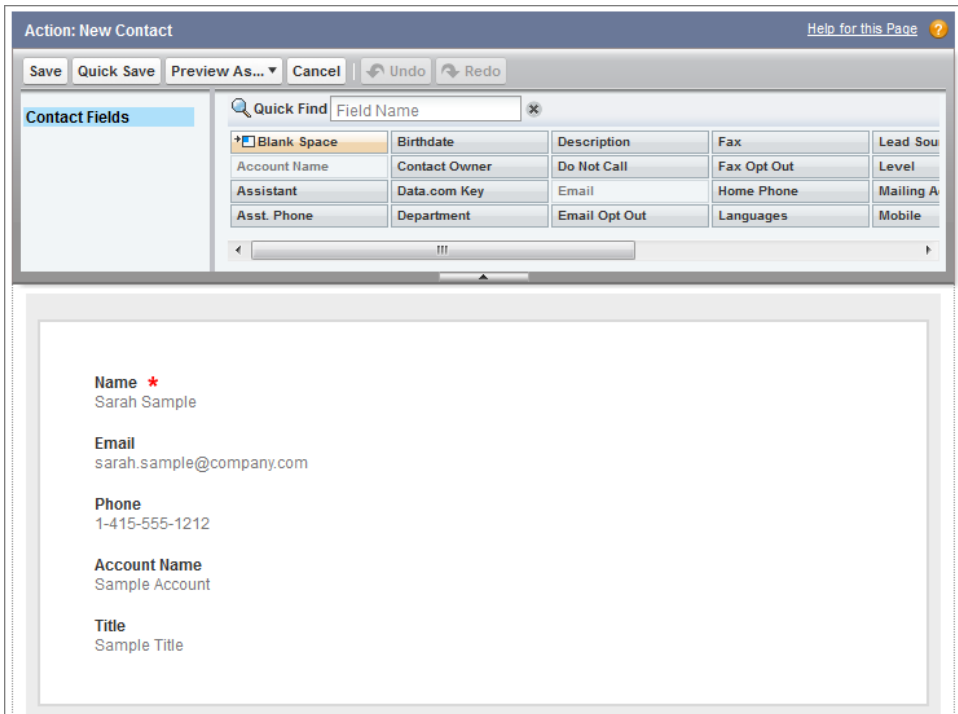 Action: New Contact Help for this Page ?
Save Quick Save Preview As... Cancel Undo Redo
Contact Fields
Quick Find Field Name
Blank Space Birthdate Description Fax Lead Sou
Account Name Contact Owner Do Not Call Fax Opt Out Level
Assistant Data.com Key Email Home Phone Mailing A
Asst. Phone Department Email Opt Out Languages Mobile
Name *
Sarah Sample
Email
sarah.sample@company.com
Phone
1-415-555-1212
Account Name
Sample Account
Title
Sample Title